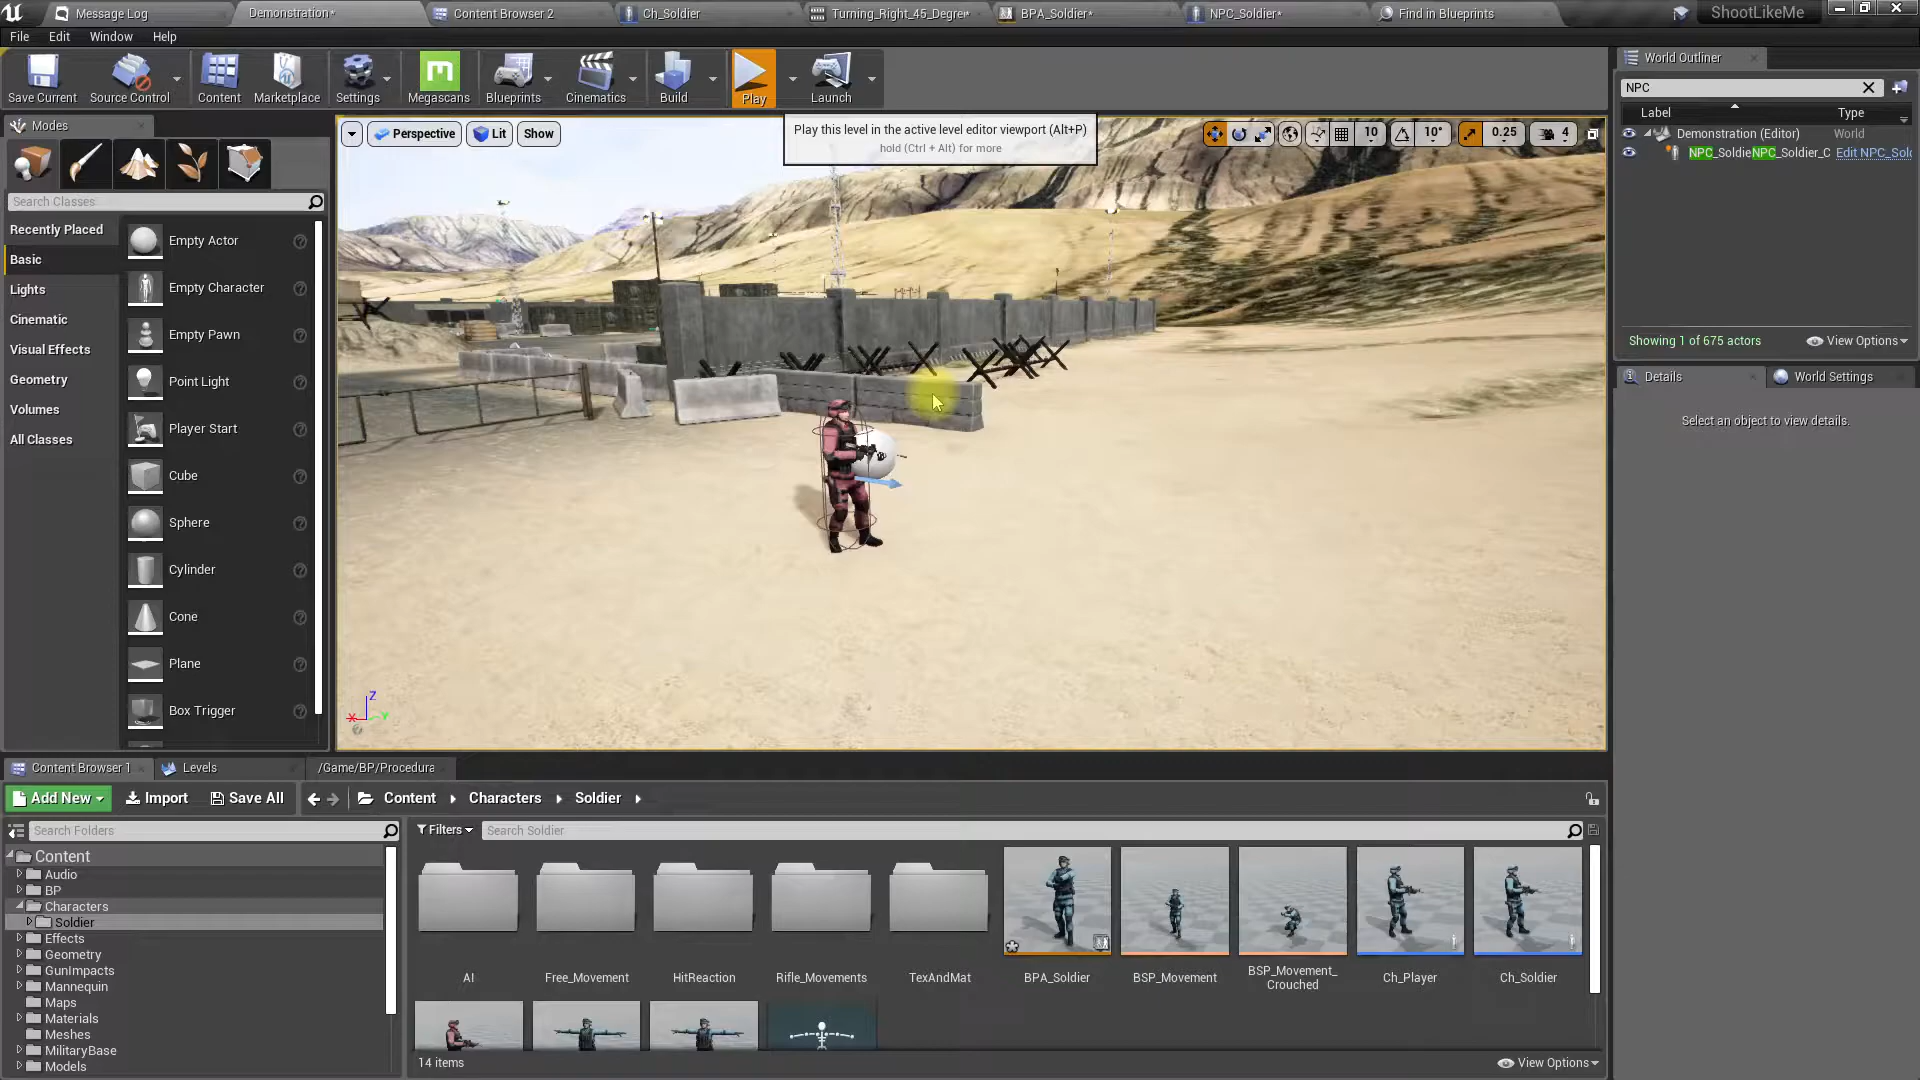 Message Log
Demonstration*
Content Browser 2
Ch_Soldier
Turning_Right_45_Degre*
BPA_Soldier*
NPC_Soldier*
Find in Blueprints
ShootLikeMe
File
Edit
Window
Help
Save Current
Source Control
Content
Marketplace
Settings
Megascans
Blueprints
Cinematics
Build
Play
Launch
Play this level in the active level editor viewport (Alt+P)
hold (Ctrl + Alt) for more
Modes
Search Classes
Recently Placed
Basic
Lights
Cinematic
Visual Effects
Geometry
Volumes
All Classes
Empty Actor
Empty Character
Empty Pawn
Point Light
Player Start
Cube
Sphere
Cylinder
Cone
Plane
Box Trigger
Perspective
Lit
Show
10
10°
0.25
4
Z
X
Y
World Outliner
NPC
Label
Type
Demonstration (Editor)
World
NPC_SoldieNPC_Soldier_C
Edit NPC_Sol
Showing 1 of 675 actors
View Options
Details
World Settings
Select an object to view details.
Content Browser 1
Levels
/Game/BP/Procedura
Add New
Import
Save All
Content
Characters
Soldier
Search Folders
Filters
Search Soldier
Content
Audio
BP
Characters
Soldier
Effects
Geometry
GunImpacts
Mannequin
Maps
Materials
Meshes
MilitaryBase
Models
AI
Free_Movement
HitReaction
Rifle_Movements
TexAndMat
BPA_Soldier
BSP_Movement
BSP_Movement_
Crouched
Ch_Player
Ch_Soldier
14 items
View Options